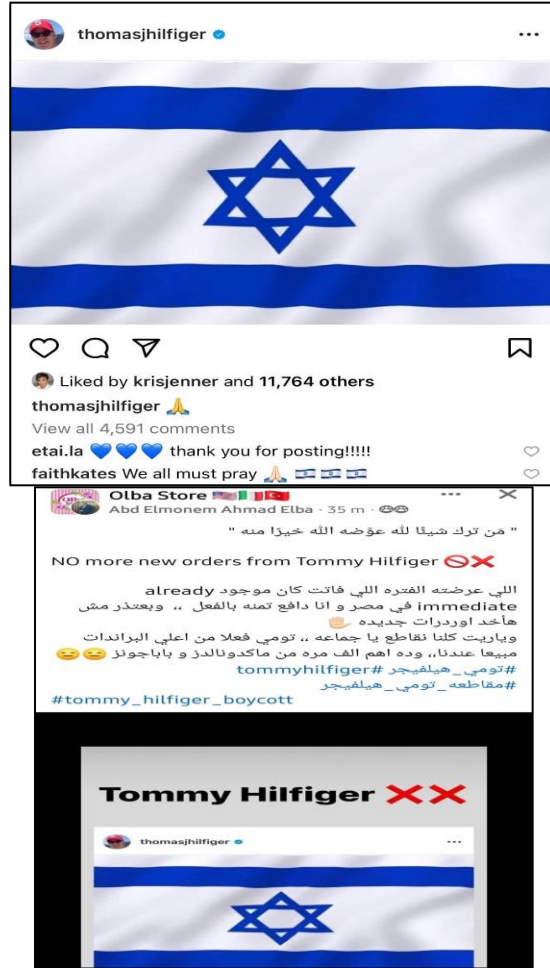 thomasjhilfiger
Liked by krisjenner and 11,764 others
thomasjhilfiger 🙏
View all 4,591 comments
etai.la 💙💙💙 thank you for posting!!!!!
faithkates We all must pray 🙏🏻 🇮🇱 🇮🇱 🇮🇱
Olba Store 🇺🇸🇮🇹🇹🇷
Abd Elmonem Ahmad Elba · 35 m ·
" مَن ترك شيئًا لله عوّضه الله خيرًا منه "
NO more new orders from Tommy Hilfiger 🚫❌
اللي عرضته الفتره اللي فاتت كان موجود already
immediate في مصر و انا دافع تمنه بالفعل ,, وبعتذر مش
هأخد اوردرات جديده ✋🏻
وياريت كلنا نقاطع يا جماعه ,, تومي فعلا من اعلي البراندات
مبيعا عندنا,, وده اهم الف مره من ماكدونالدز و باباجونز 😑😑
#تومي_هيلفيجر #tommyhilfiger
#مقاطعه_تومي_هيلفيجر
#tommy_hilfiger_boycott
Tommy Hilfiger ❌❌
thomasjhilfiger